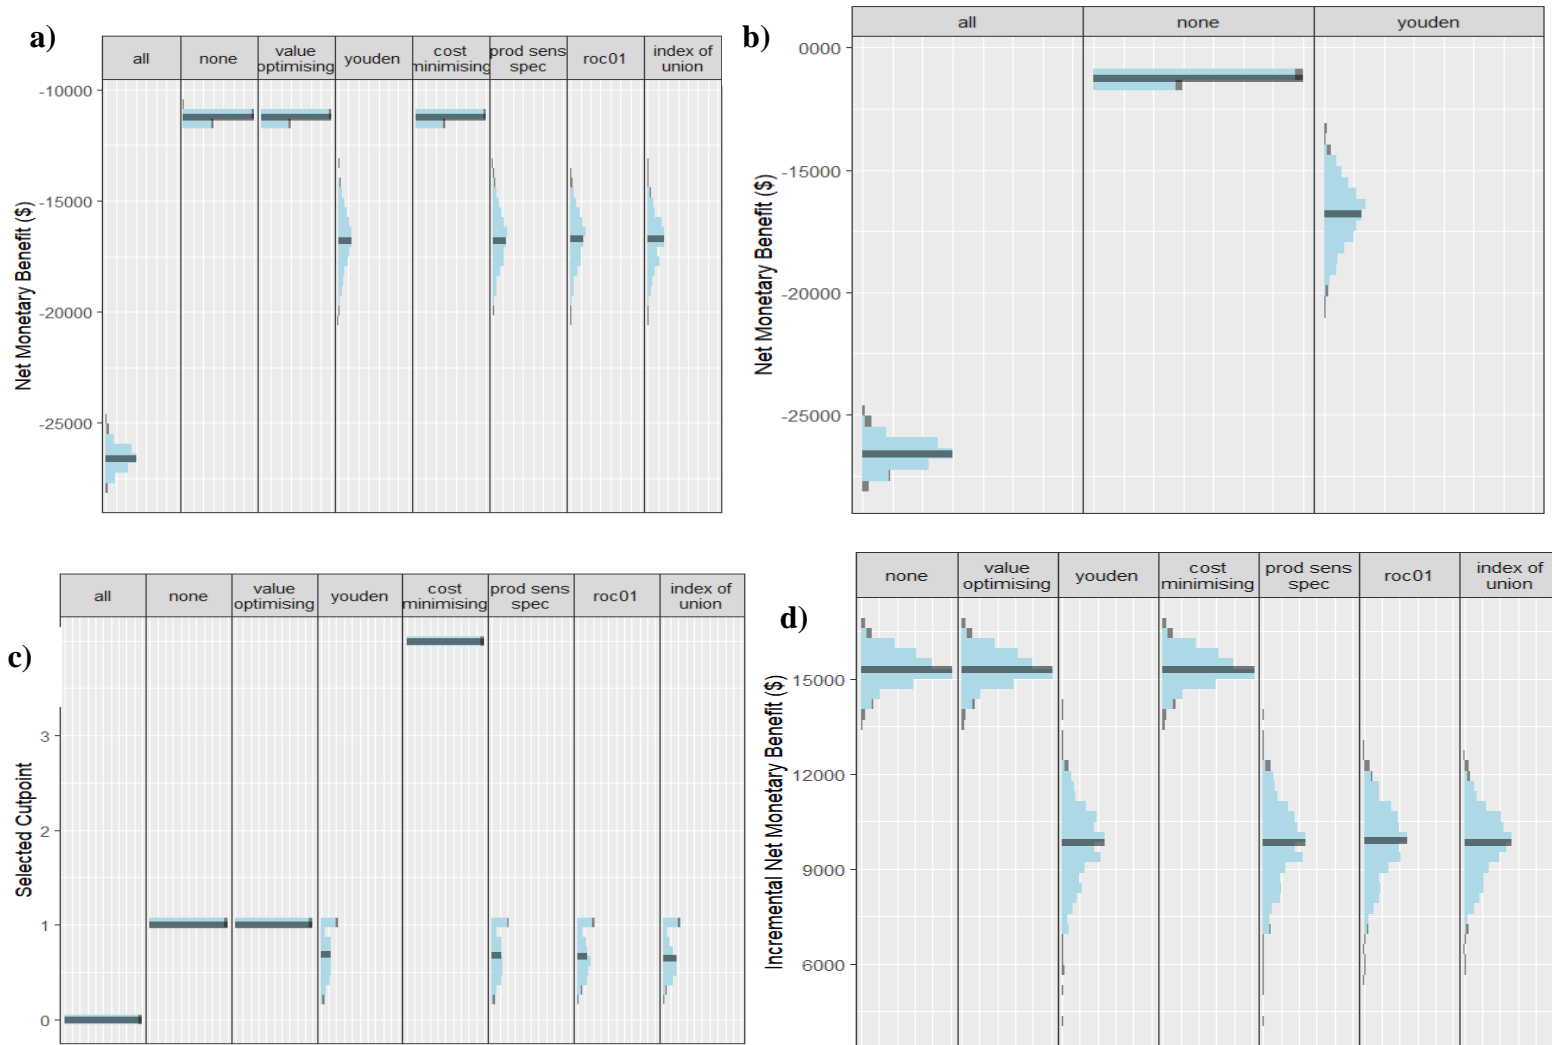 a)
all
none
value
optimising
youden
cost
minimising
prod sens
spec
roc01
index of
union
-10000
-15000
-20000
-25000
Net Monetary Benefit ($)
b)
all
none
youden
0000
-15000
-20000
-25000
Net Monetary Benefit ($)
c)
all
none
value
optimising
youden
cost
minimising
prod sens
spec
roc01
index of
union
3
2
1
0
Selected Cutpoint
d)
none
value
optimising
youden
cost
minimising
prod sens
spec
roc01
index of
union
15000
12000
9000
6000
Incremental Net Monetary Benefit ($)